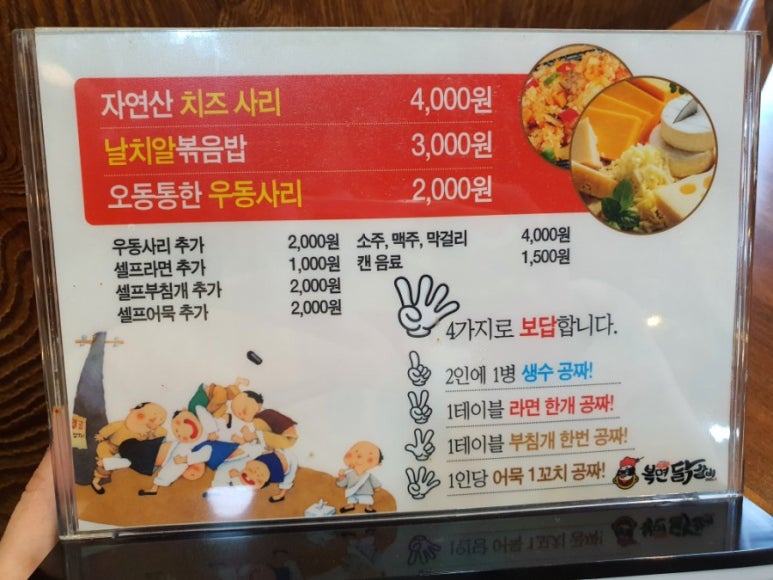 자연산 치즈 사리 4,000원
날치알볶음밥 3,000원
오동통한 우동사리 2,000원
우동사리 추가 2,000원
셀프라면 추가 1,000원
셀프부침개 추가 2,000원
셀프어묵 추가 2,000원
소주, 맥주, 막걸리 4,000원
캔 음료 1,500원
4가지로 보답합니다.
2인에 1병 생수 공짜!
1테이블 라면 한개 공짜!
1테이블 부침개 한번 공짜!
1인당 어묵 1꼬치 공짜!
복면 닭갈비